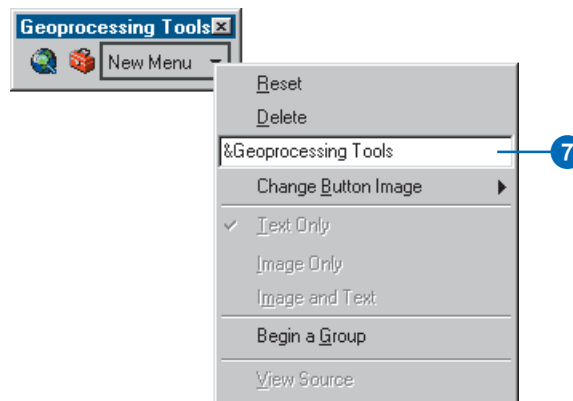 Geoprocessing Tools
New Menu
Reset
Delete
&Geoprocessing Tools
7
Change Button Image
Text Only
Image Only
Image and Text
Begin a Group
View Source